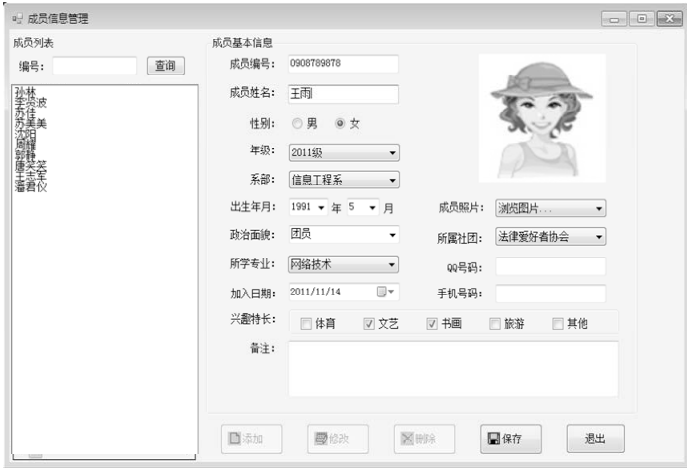 成员信息管理
成员列表
编号： 查询
孙林
李贤波
苏佳
苏美美
沈阳
周耀
郭静
唐笑笑
王志军
潘君仪
成员基本信息
成员编号： 0908789878
成员姓名： 王雨
性别： 男 女
年级： 2011级
系部： 信息工程系
出生年月： 1991 年 5 月
成员照片： 浏览图片...
政治面貌： 团员
所属社团： 法律爱好者协会
所学专业： 网络技术
QQ号码：
加入日期： 2011/11/14
手机号码：
兴趣特长： 体育 文艺 书画 旅游 其他
备注：
添加 修改 删除 保存 退出